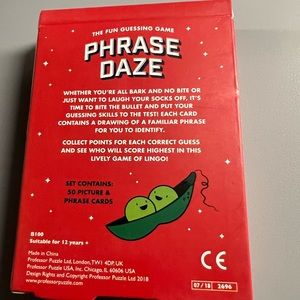 THE FUN GUESSING GAME
PHRASE
DAZE
WHETHER YOU'RE ALL BARK AND NO BITE OR
JUST WANT TO LAUGH YOUR SOCKS OFF, IT'S
TIME TO BITE THE BULLET AND PUT YOUR
GUESSING SKILLS TO THE TEST! EACH CARD
CONTAINS A DRAWING OF A FAMILIAR PHRASE
FOR YOU TO IDENTIFY.
COLLECT POINTS FOR EACH CORRECT GUESS
AND SEE WHO WILL SCORE HIGHEST IN THIS
LIVELY GAME OF LINGO!
SET CONTAINS:
50 PICTURE &
PHRASE CARDS
B100
Suitable for 12 years +
Made in China
Professor Puzzle Ltd. London, TW1 4DP. UK
Professor Puzzle USA, Inc. Chicago, IL 60606 USA
Design Rights and Copyright Professor Puzzle Ltd 2018
www.professorpuzzle.com
CE
07 / 18 2696